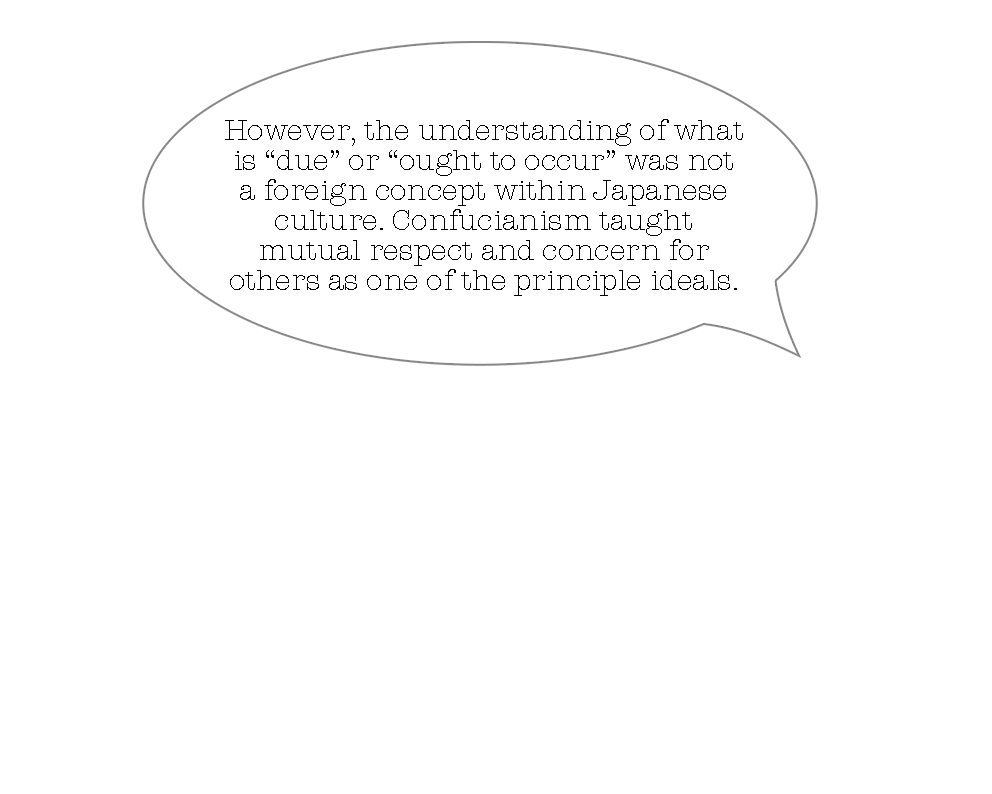 However, the understanding of what
is “due” or “ought to occur” was not
a foreign concept within Japanese
culture. Confucianism taught
mutual respect and concern for
others as one of the principle ideals.